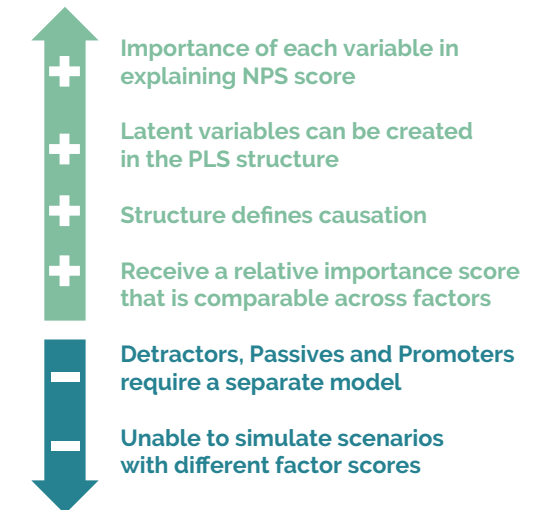 Importance of each variable in
explaining NPS score
Latent variables can be created
in the PLS structure
Structure defines causation
Receive a relative importance score
that is comparable across factors
Detractors, Passives and Promoters
require a separate model
Unable to simulate scenarios
with different factor scores